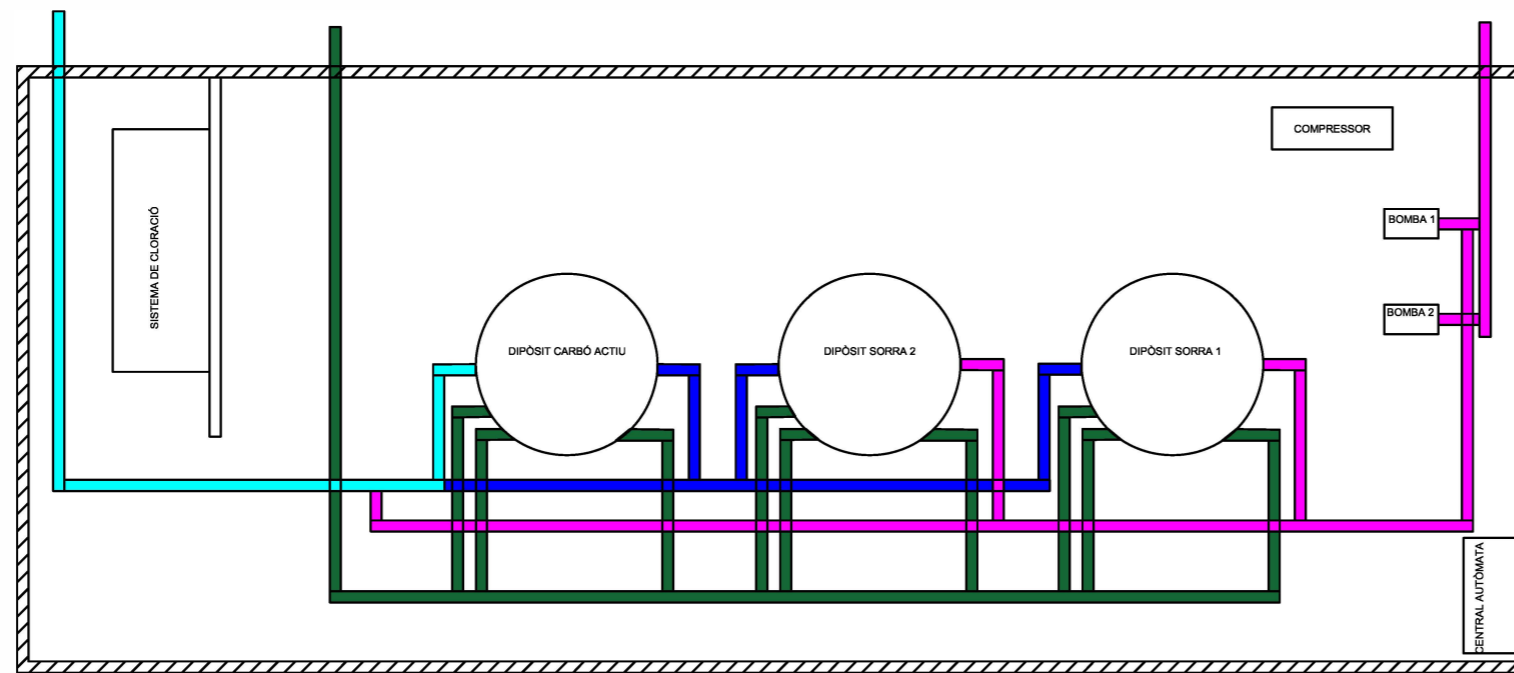 COMPRESSOR
BOMBA 1
SISTEMA DE CLORACIÓ
BOMBA 2
DIPÒSIT CARBÓ ACTIU
DIPÒSIT SORRA 2
DIPÒSIT SORRA 1
CENTRAL AUTÒMATA